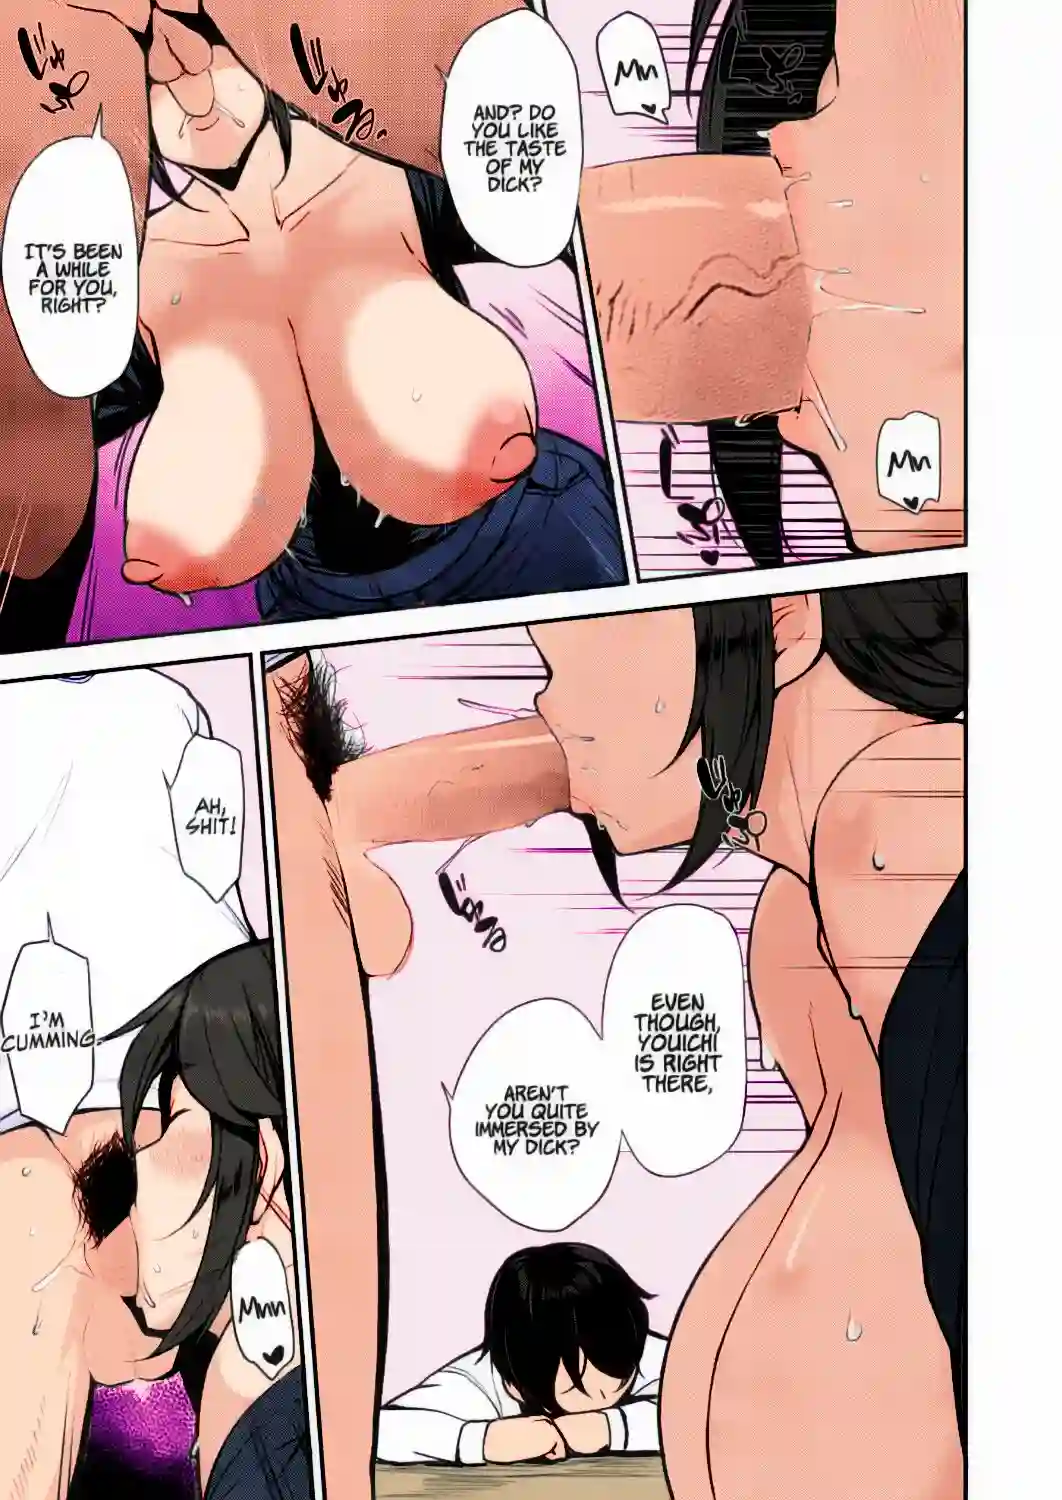 Mn
Mn
AND? DO
YOU LIKE
THE TASTE
OF MY
DICK?
IT'S BEEN
A WHILE
FOR YOU,
RIGHT?
EVEN
THOUGH,
YOUICHI
IS RIGHT
THERE,
AREN'T
YOU QUITE
IMMERSED BY
MY DICK?
AH,
SHIT!
I'M
CUMMING.
Mnn